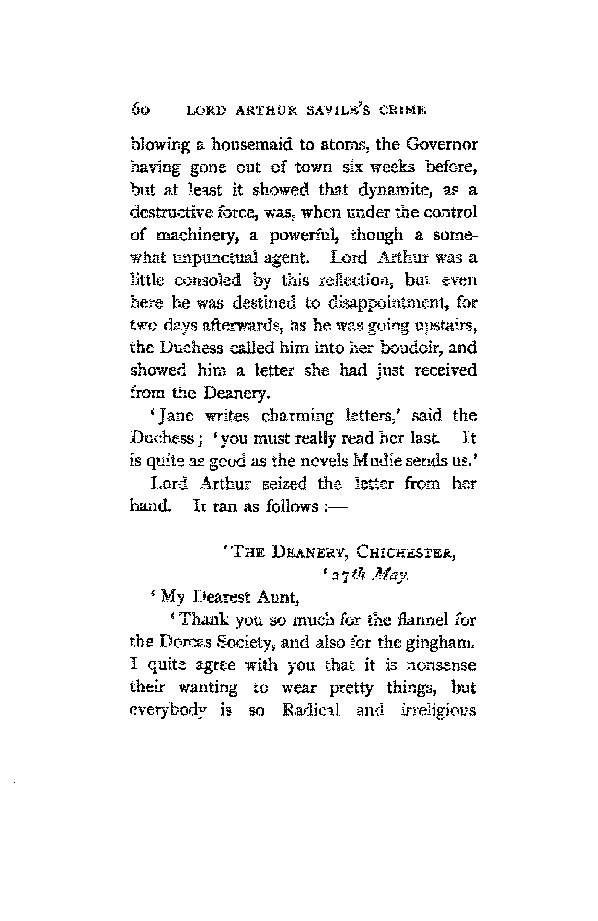 60 LORD ARTHUR SAVILE'S CRIME
blowing a housemaid to atoms, the Governor
having gone out of town six weeks before,
but at least it showed that dynamite, as a
destructive force, was, when under the control
of machinery, a powerful, though a some-
what unpunctual agent. Lord Arthur was a
little consoled by this reflection, but even
here he was destined to disappointment, for
two days afterwards, as he was going upstairs,
the Duchess called him into her boudoir, and
showed him a letter she had just received
from the Deanery.
'Jane writes charming letters,' said the
Duchess; 'you must really read her last. It
is quite as good as the novels Mudie sends us.'
Lord Arthur seized the letter from her
hand. It ran as follows :—
'THE DEANERY, CHICHESTER,
'27th May.
'My Dearest Aunt,
'Thank you so much for the flannel for
the Dorcas Society, and also for the gingham.
I quite agree with you that it is nonsense
their wanting to wear pretty things, but
everybody is so Radical and irreligious